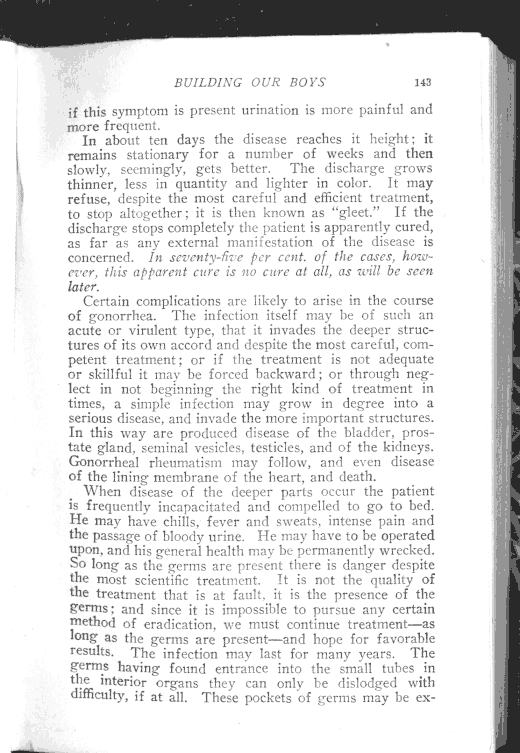 BUILDING OUR BOYS 143
if this symptom is present urination is more painful and
more frequent.
In about ten days the disease reaches it height; it
remains stationary for a number of weeks and then
slowly, seemingly, gets better. The discharge grows
thinner, less in quantity and lighter in color. It may
refuse, despite the most careful and efficient treatment,
to stop altogether; it is then known as "gleet." If the
discharge stops completely the patient is apparently cured,
as far as any external manifestation of the disease is
concerned. In seventy-five per cent. of the cases, how-
ever, this apparent cure is no cure at all, as will be seen
later.
Certain complications are likely to arise in the course
of gonorrhea. The infection itself may be of such an
acute or virulent type, that it invades the deeper struc-
tures of its own accord and despite the most careful, com-
petent treatment; or if the treatment is not adequate
or skillful it may be forced backward; or through neg-
lect in not beginning the right kind of treatment in
times, a simple infection may grow in degree into a
serious disease, and invade the more important structures.
In this way are produced disease of the bladder, pros-
tate gland, seminal vesicles, testicles, and of the kidneys.
Gonorrheal rheumatism may follow, and even disease
of the lining membrane of the heart, and death.
When disease of the deeper parts occur the patient
is frequently incapacitated and compelled to go to bed.
He may have chills, fever and sweats, intense pain and
the passage of bloody urine. He may have to be operated
upon, and his general health may be permanently wrecked.
So long as the germs are present there is danger despite
the most scientific treatment. It is not the quality of
the treatment that is at fault, it is the presence of the
germs; and since it is impossible to pursue any certain
method of eradication, we must continue treatment—as
long as the germs are present—and hope for favorable
results. The infection may last for many years. The
germs having found entrance into the small tubes in
the interior organs they can only be dislodged with
difficulty, if at all. These pockets of germs may be ex-